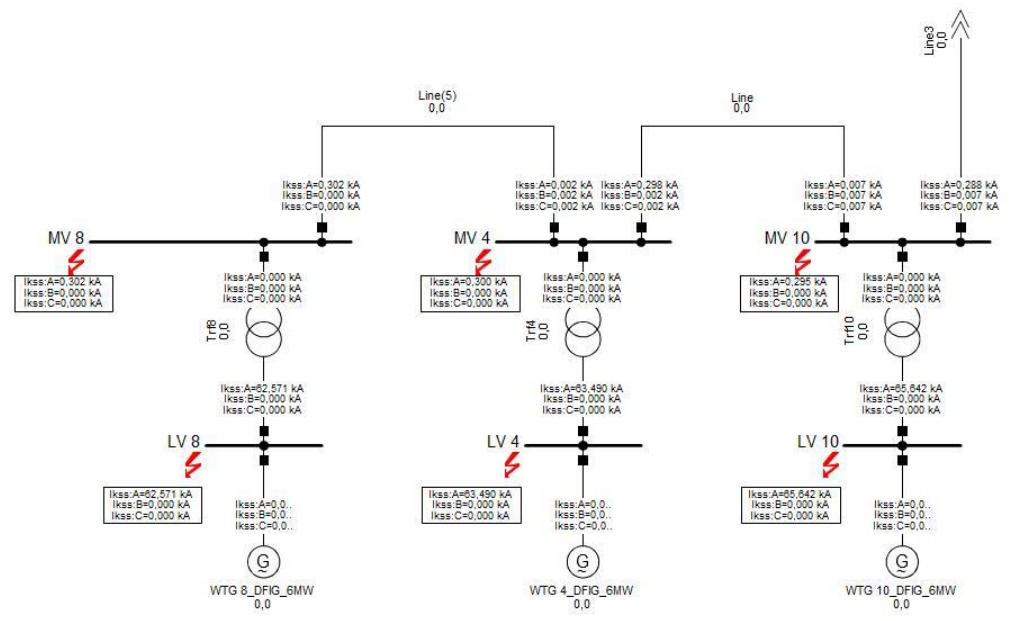 Line3
0,0
Line(5)
0,0
Line
0,0
Ikss:A=0,302 kA
Ikss:B=0,000 kA
Ikss:C=0,000 kA
Ikss:A=0,002 kA
Ikss:B=0,002 kA
Ikss:C=0,002 kA
Ikss:A=0,298 kA
Ikss:B=0,002 kA
Ikss:C=0,002 kA
Ikss:A=0,007 kA
Ikss:B=0,007 kA
Ikss:C=0,007 kA
Ikss:A=0,288 kA
Ikss:B=0,007 kA
Ikss:C=0,007 kA
MV 8
MV 4
MV 10
Ikss:A=0,302 kA
Ikss:B=0,000 kA
Ikss:C=0,000 kA
Ikss:A=0,000 kA
Ikss:B=0,000 kA
Ikss:C=0,000 kA
Ikss:A=0,300 kA
Ikss:B=0,000 kA
Ikss:C=0,000 kA
Ikss:A=0,000 kA
Ikss:B=0,000 kA
Ikss:C=0,000 kA
Ikss:A=0,295 kA
Ikss:B=0,000 kA
Ikss:C=0,000 kA
Ikss:A=0,000 kA
Ikss:B=0,000 kA
Ikss:C=0,000 kA
Trf8
0,0
Trf4
0,0
Trf10
0,0
Ikss:A=62,571 kA
Ikss:B=0,000 kA
Ikss:C=0,000 kA
Ikss:A=63,490 kA
Ikss:B=0,000 kA
Ikss:C=0,000 kA
Ikss:A=65,642 kA
Ikss:B=0,000 kA
Ikss:C=0,000 kA
LV 8
LV 4
LV 10
Ikss:A=62,571 kA
Ikss:B=0,000 kA
Ikss:C=0,000 kA
Ikss:A=0,0..
Ikss:B=0,0..
Ikss:C=0,0..
Ikss:A=63,490 kA
Ikss:B=0,000 kA
Ikss:C=0,000 kA
Ikss:A=0,0..
Ikss:B=0,0..
Ikss:C=0,0..
Ikss:A=65,642 kA
Ikss:B=0,000 kA
Ikss:C=0,000 kA
Ikss:A=0,0..
Ikss:B=0,0..
Ikss:C=0,0..
G
~
G
~
G
~
WTG 8_DFIG_6MW
0,0
WTG 4_DFIG_6MW
0,0
WTG 10_DFIG_6MW
0,0